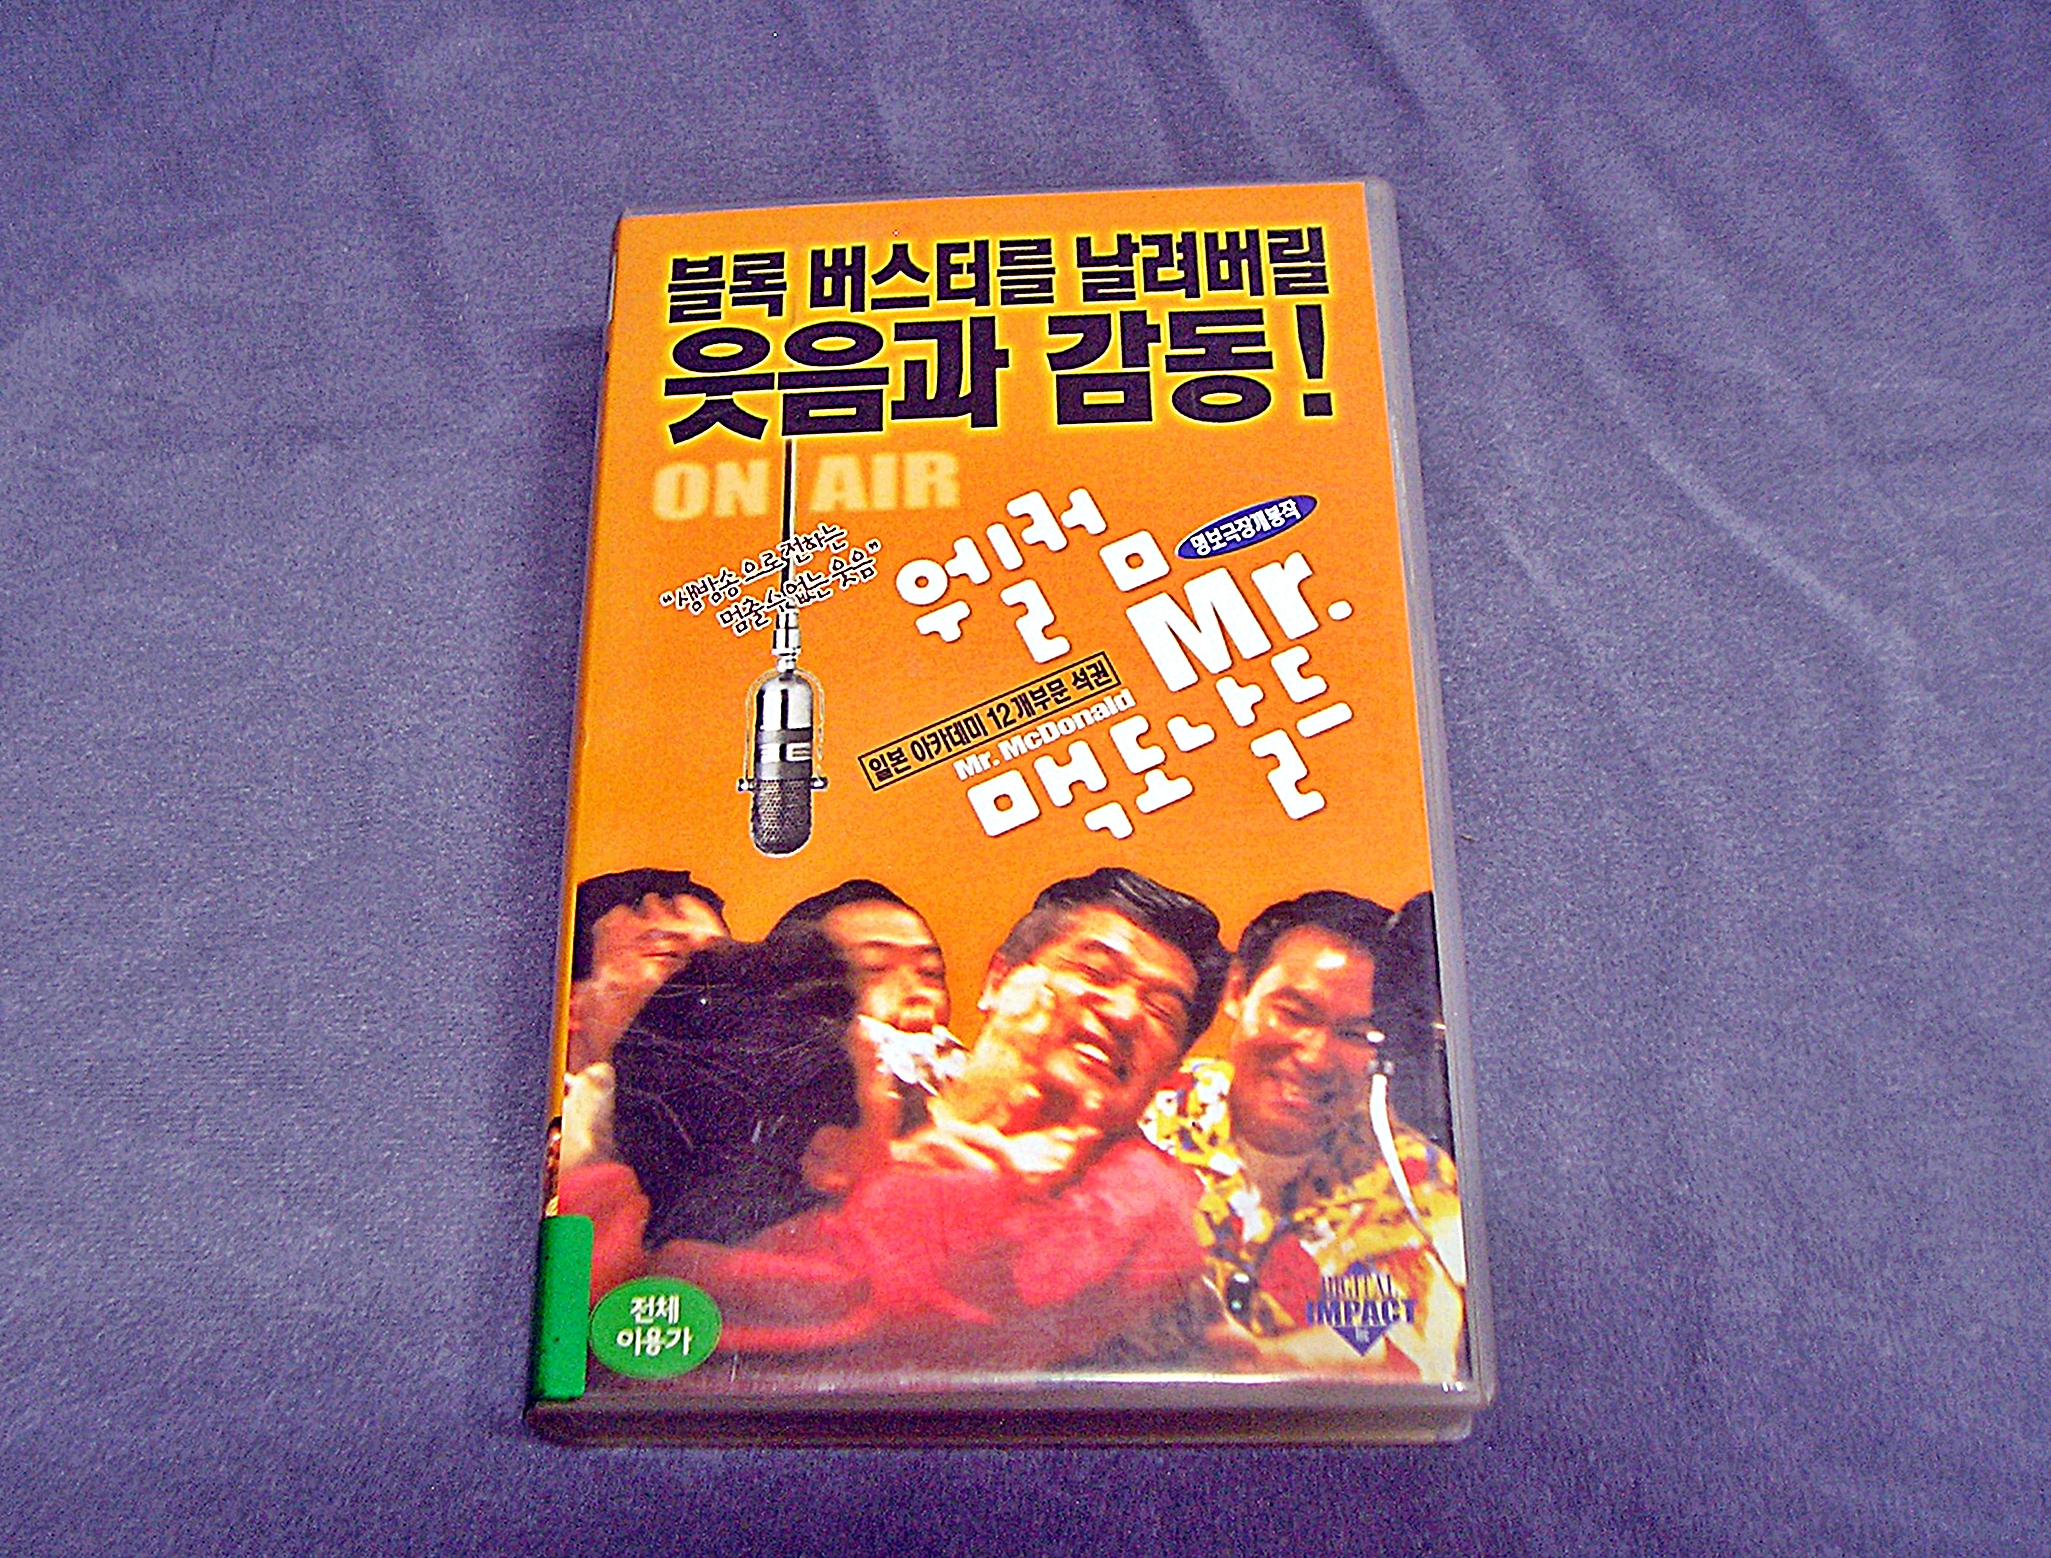 블록 버스터를 날려버릴
웃음과 감동!
ON AIR
"생방송으로 전하는
멈출수 없는 웃음"
명보극장개봉작
웰컴
Mr.
일본 아카데미 12개부문 석권
Mr. McDonald
맥도날드
전체
이용가
DIGITAL
IMPACT